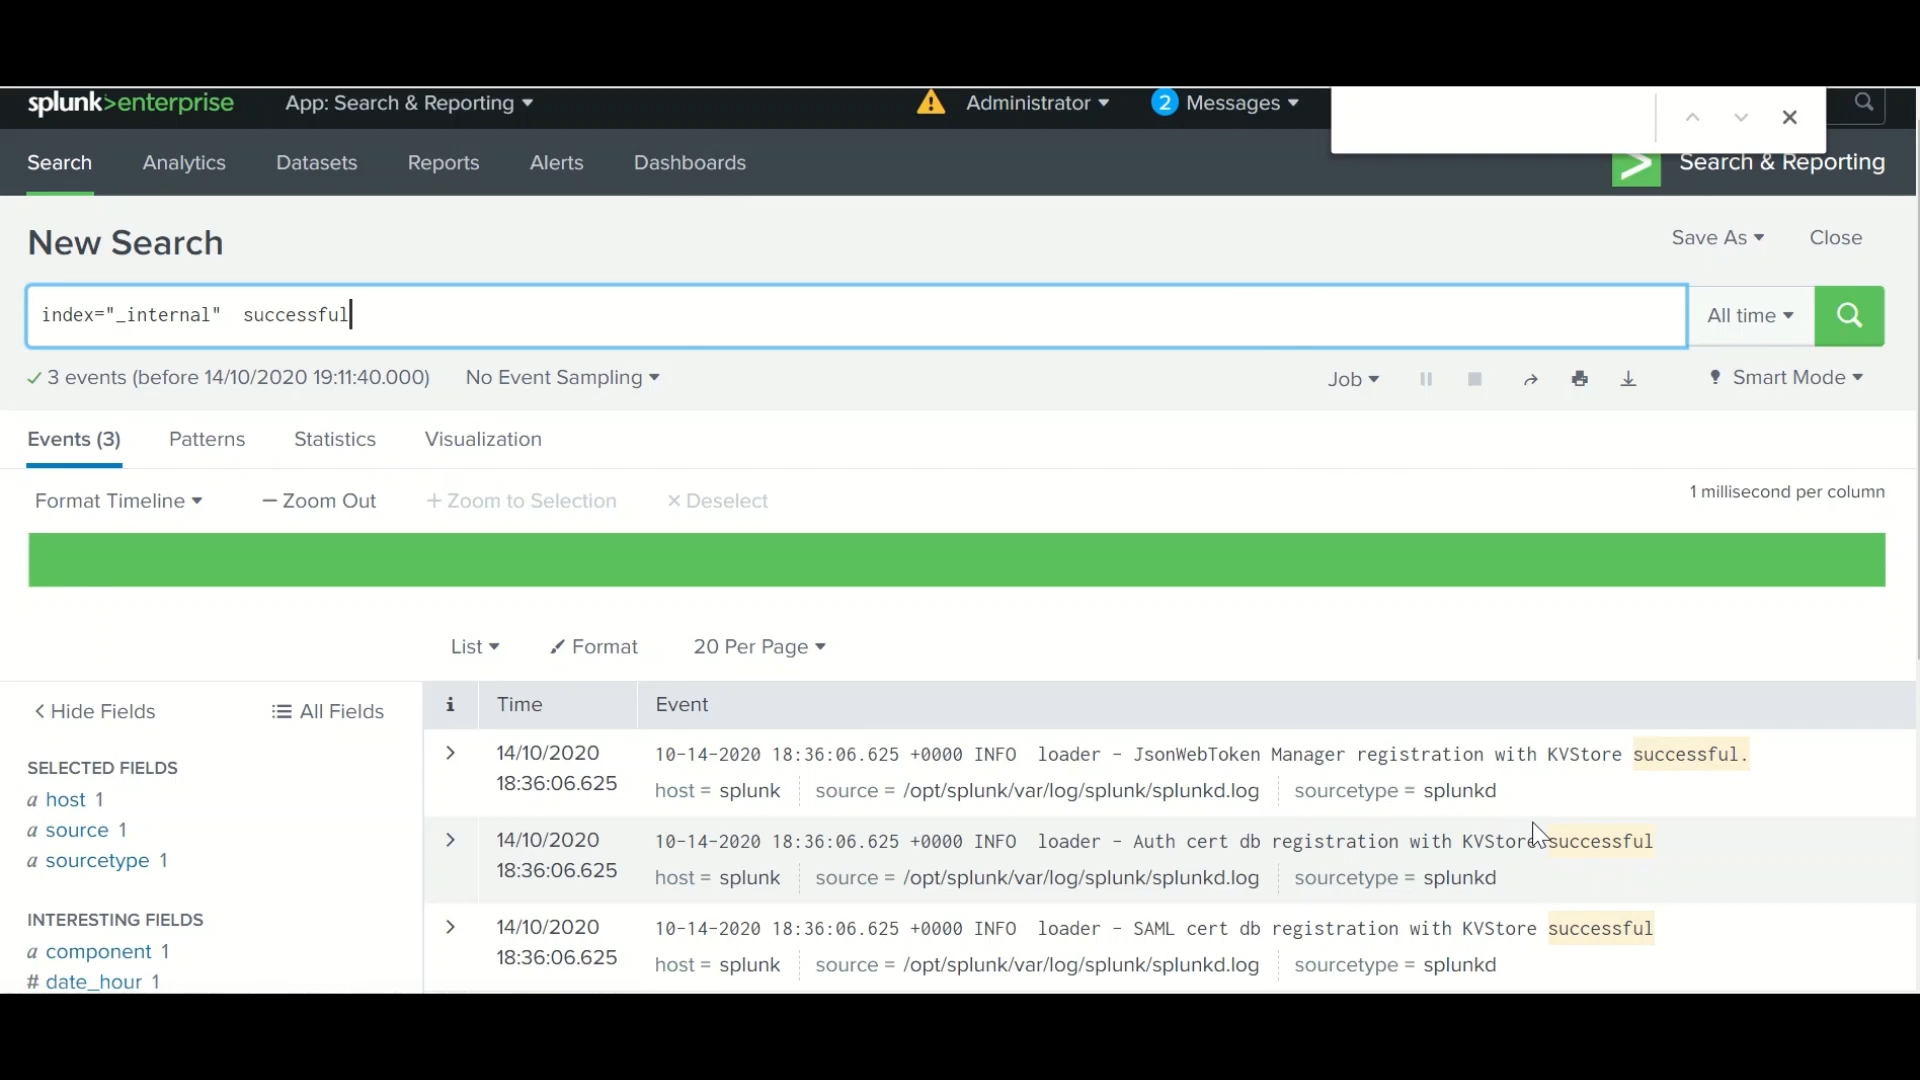 splunk>enterprise App: Search & Reporting Administrator 2 Messages
Search Analytics Datasets Reports Alerts Dashboards Search & Reporting
New Search Save As Close
index="_internal"  successful All time
3 events (before 14/10/2020 19:11:40.000) No Event Sampling Job Smart Mode
Events (3) Patterns Statistics Visualization
Format Timeline — Zoom Out + Zoom to Selection × Deselect 1 millisecond per column
List Format 20 Per Page
< Hide Fields All Fields i Time Event
SELECTED FIELDS
a host 1
a source 1
a sourcetype 1
INTERESTING FIELDS
a component 1
# date_hour 1
> 14/10/2020 18:36:06.625
10-14-2020 18:36:06.625 +0000 INFO  loader - JsonWebToken Manager registration with KVStore successful.
host = splunk source = /opt/splunk/var/log/splunk/splunkd.log sourcetype = splunkd
> 14/10/2020 18:36:06.625
10-14-2020 18:36:06.625 +0000 INFO  loader - Auth cert db registration with KVStore successful
host = splunk source = /opt/splunk/var/log/splunk/splunkd.log sourcetype = splunkd
> 14/10/2020 18:36:06.625
10-14-2020 18:36:06.625 +0000 INFO  loader - SAML cert db registration with KVStore successful
host = splunk source = /opt/splunk/var/log/splunk/splunkd.log sourcetype = splunkd